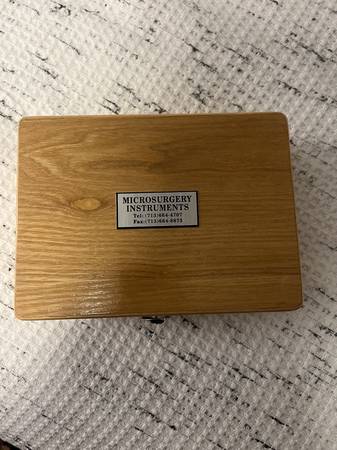 MICROSURGERY
INSTRUMENTS
Tel:(713)664-4707
Fax:(713)664-8873